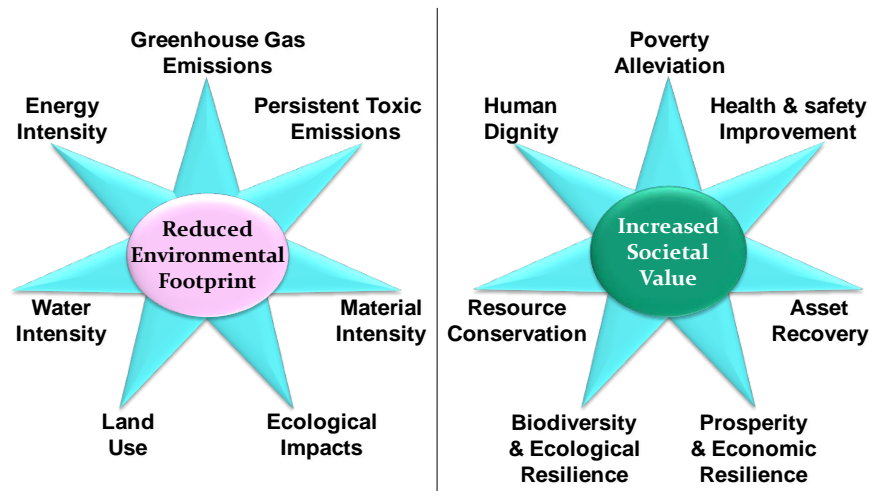 Greenhouse Gas
Emissions
Energy
Intensity
Persistent Toxic
Emissions
Reduced
Environmental
Footprint
Water
Intensity
Material
Intensity
Land
Use
Ecological
Impacts
Poverty
Alleviation
Human
Dignity
Health & safety
Improvement
Increased
Societal
Value
Resource
Conservation
Asset
Recovery
Biodiversity
& Ecological
Resilience
Prosperity
& Economic
Resilience